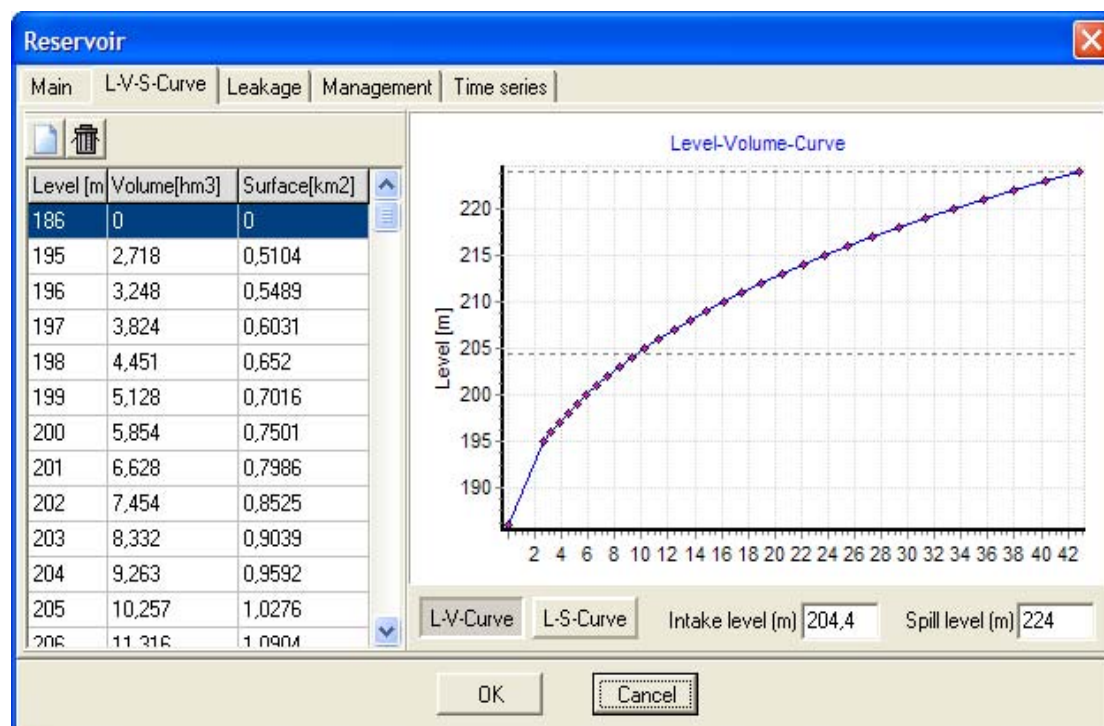 Reservoir
Main L-V-S-Curve Leakage Management Time series
Level [m Volume[hm3] Surface[km2]
186 0 0
195 2,718 0,5104
196 3,248 0,5489
197 3,824 0,6031
198 4,451 0,652
199 5,128 0,7016
200 5,854 0,7501
201 6,628 0,7986
202 7,454 0,8525
203 8,332 0,9039
204 9,263 0,9592
205 10,257 1,0276
206 11,316 1,0904
Level-Volume-Curve
Level [m]
220
215
210
205
200
195
190
2 4 6 8 10 12 14 16 18 20 22 24 26 28 30 32 34 36 38 40 42
L-V-Curve L-S-Curve Intake level (m) 204,4 Spill level (m) 224
OK Cancel